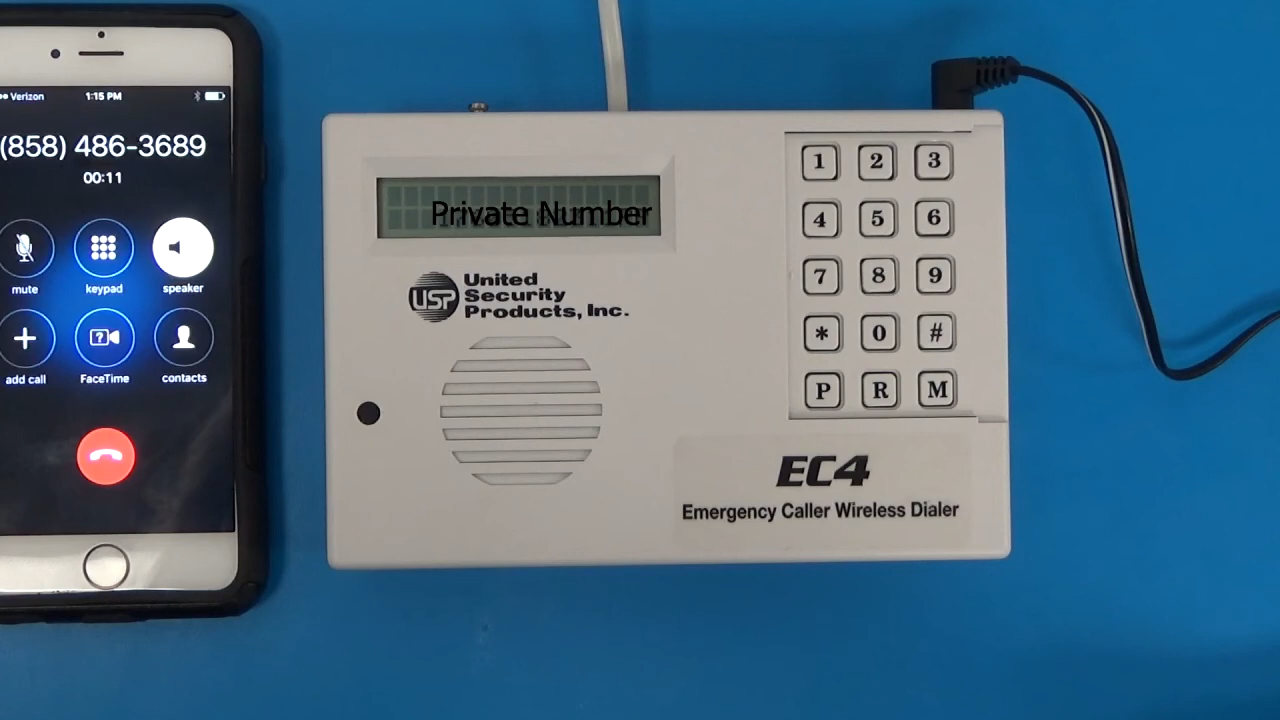 Verizon
1:15 PM
(858) 486-3689
00:11
mute
keypad
speaker
add call
FaceTime
contacts
Private Number
USP
United
Security
Products, Inc.
1 2 3
4 5 6
7 8 9
* 0 #
P R M
EC4
Emergency Caller Wireless Dialer